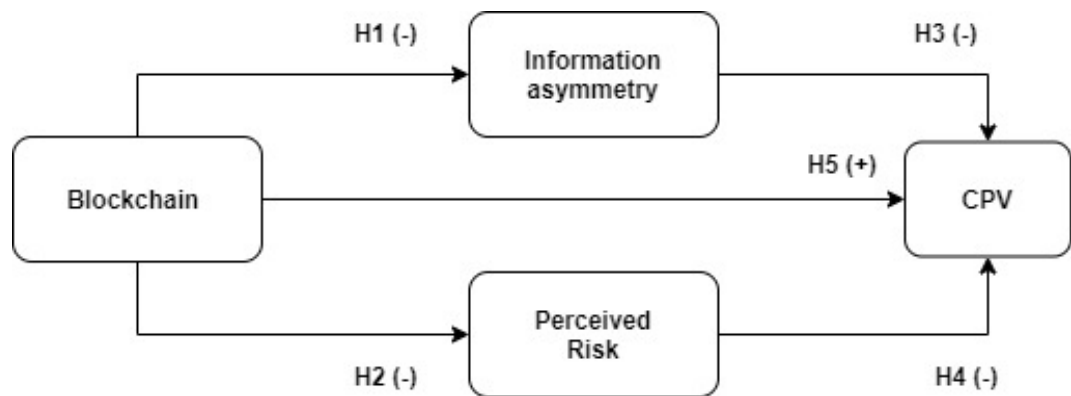 H1 (-)
Information
asymmetry
H3 (-)
Blockchain
H5 (+)
CPV
Perceived
Risk
H2 (-)
H4 (-)